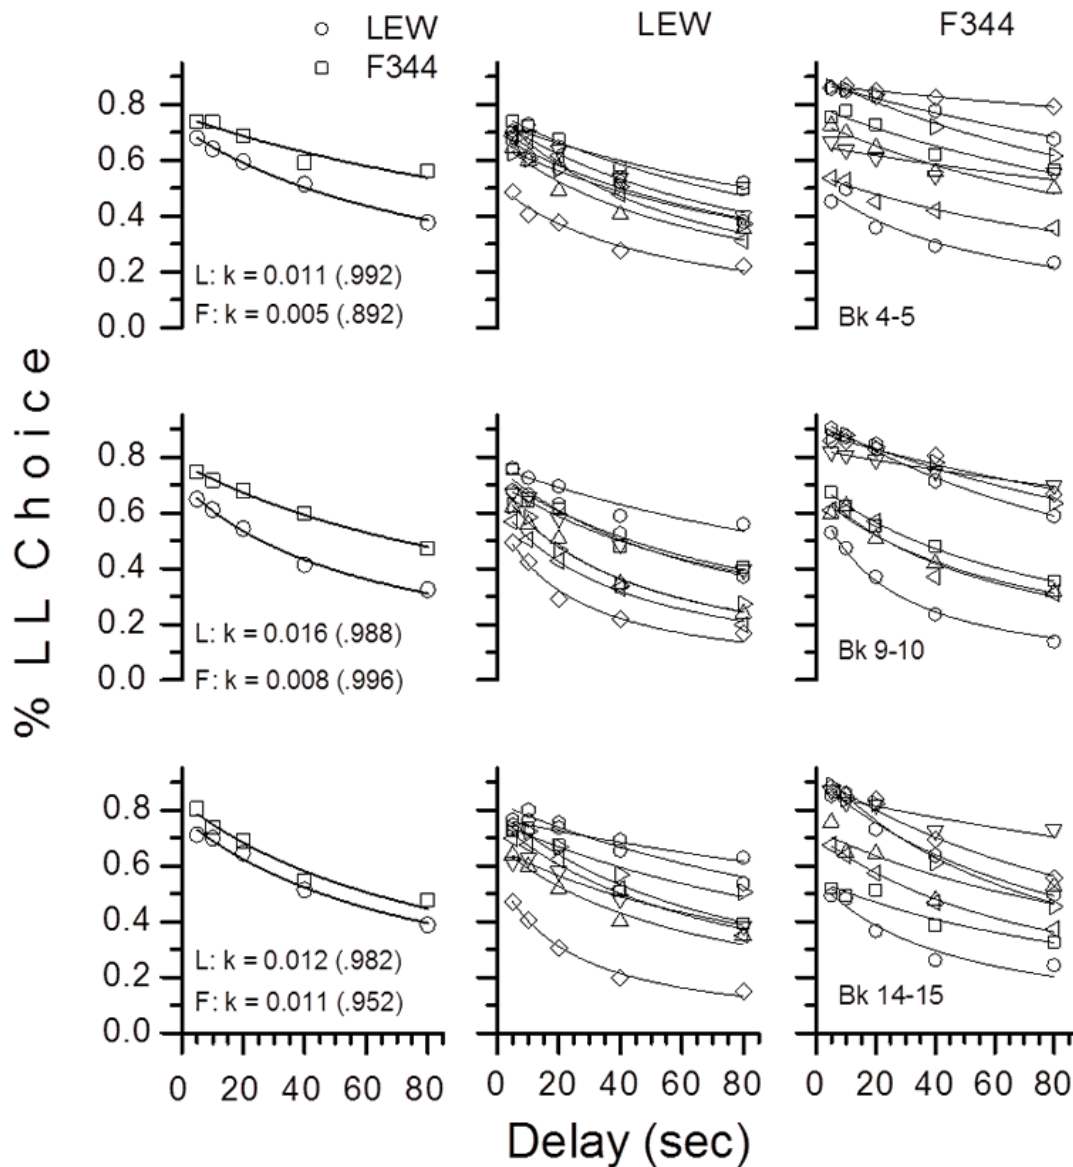 LEW
F344
LEW
F344
% LL Choice
0.8
0.6
0.4
0.2
0.0
L: k = 0.011 (.992)
F: k = 0.005 (.892)
Bk 4-5
0.8
0.6
0.4
0.2
0.0
L: k = 0.016 (.988)
F: k = 0.008 (.996)
Bk 9-10
0.8
0.6
0.4
0.2
0.0
L: k = 0.012 (.982)
F: k = 0.011 (.952)
Bk 14-15
0 20 40 60 80
0 20 40 60 80
0 20 40 60 80
Delay (sec)